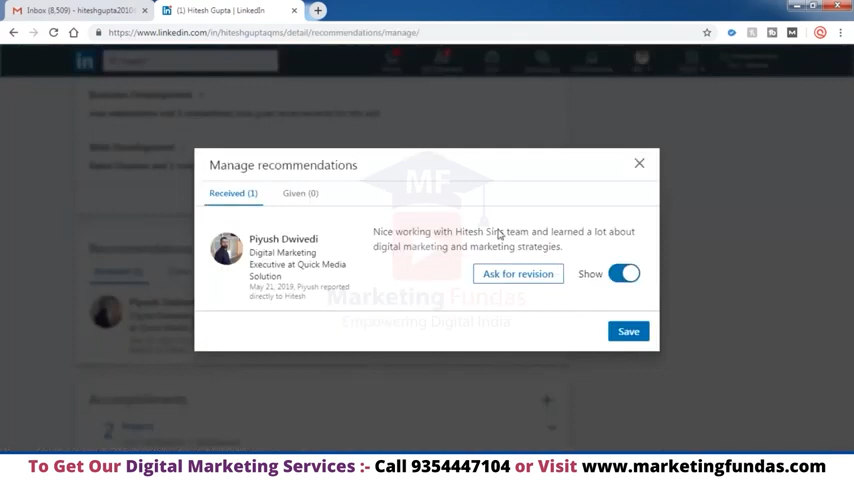 Inbox (8,509) - hiteshgupta2010
(1) Hitesh Gupta | LinkedIn
https://www.linkedin.com/in/hiteshguptaqms/detail/recommendations/manage/
in
Manage recommendations
Received (1)
Given (0)
MF
Piyush Dwivedi
Digital Marketing
Executive at Quick Media
Solution
May 21, 2019, Piyush reported
directly to Hitesh
Nice working with Hitesh Sir team and learned a lot about
digital marketing and marketing strategies.
Ask for revision
Show
Marketing Fundas
Empowering Digital India
Save
Accomplishments
2
To Get Our Digital Marketing Services :- Call 9354447104 or Visit www.marketingfundas.com